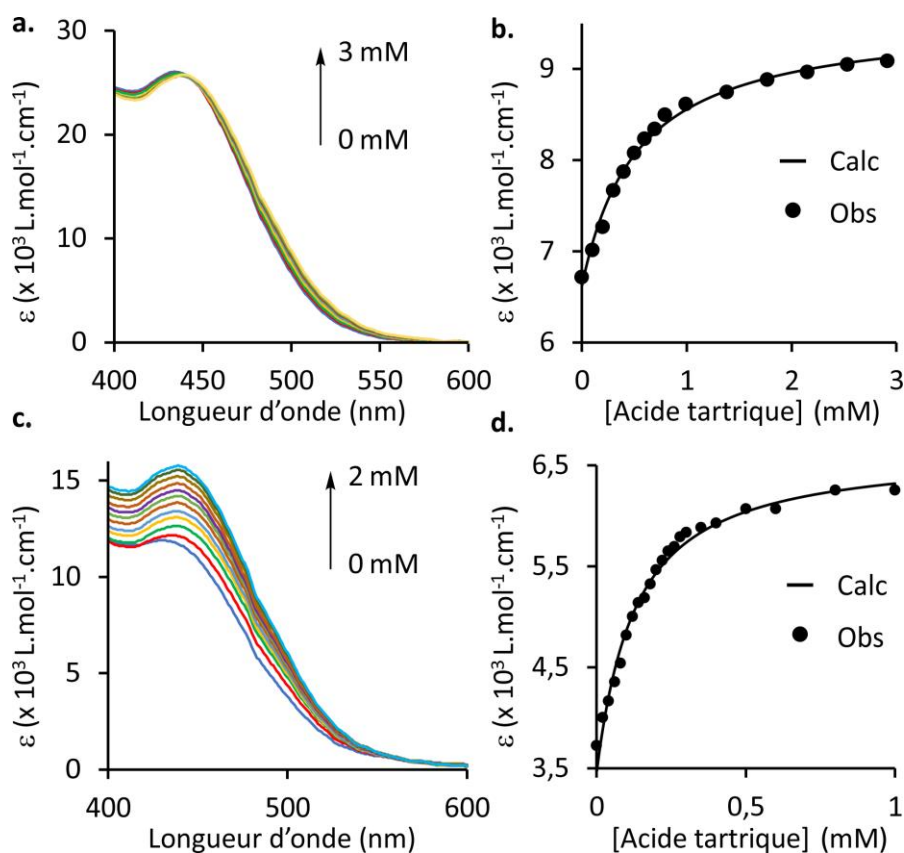 a.
30
20
10
0
ε (x 10³ L.mol⁻¹.cm⁻¹)
3 mM
0 mM
400 450 500 550 600
Longueur d'onde (nm)
b.
9
8
7
6
ε (x 10³ L.mol⁻¹.cm⁻¹)
Calc
Obs
0 1 2 3
[Acide tartrique] (mM)
c.
15
10
5
0
ε (x 10³ L.mol⁻¹.cm⁻¹)
2 mM
0 mM
400 500 600
Longueur d'onde (nm)
d.
6,5
5,5
4,5
3,5
ε (x 10³ L.mol⁻¹.cm⁻¹)
Calc
Obs
0 0,5 1
[Acide tartrique] (mM)